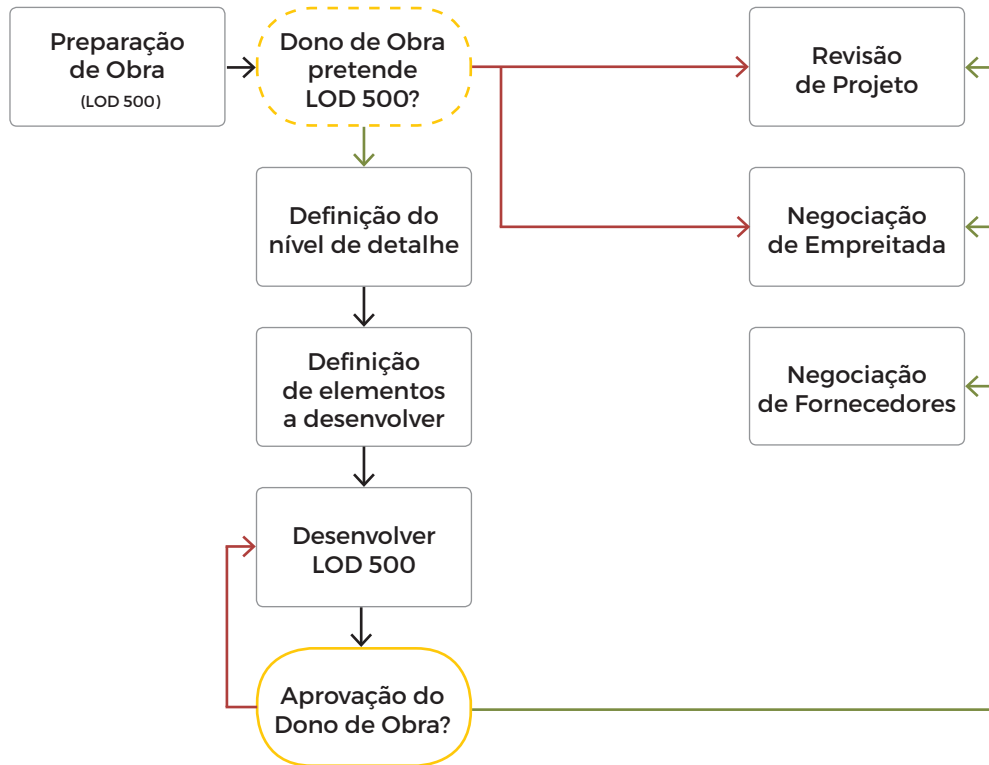 Preparação
de Obra
(LOD 500)
Dono de Obra
pretende
LOD 500?
Revisão
de Projeto
Definição do
nível de detalhe
Negociação
de Empreitada
Definição
de elementos
a desenvolver
Negociação
de Fornecedores
Desenvolver
LOD 500
Aprovação do
Dono de Obra?